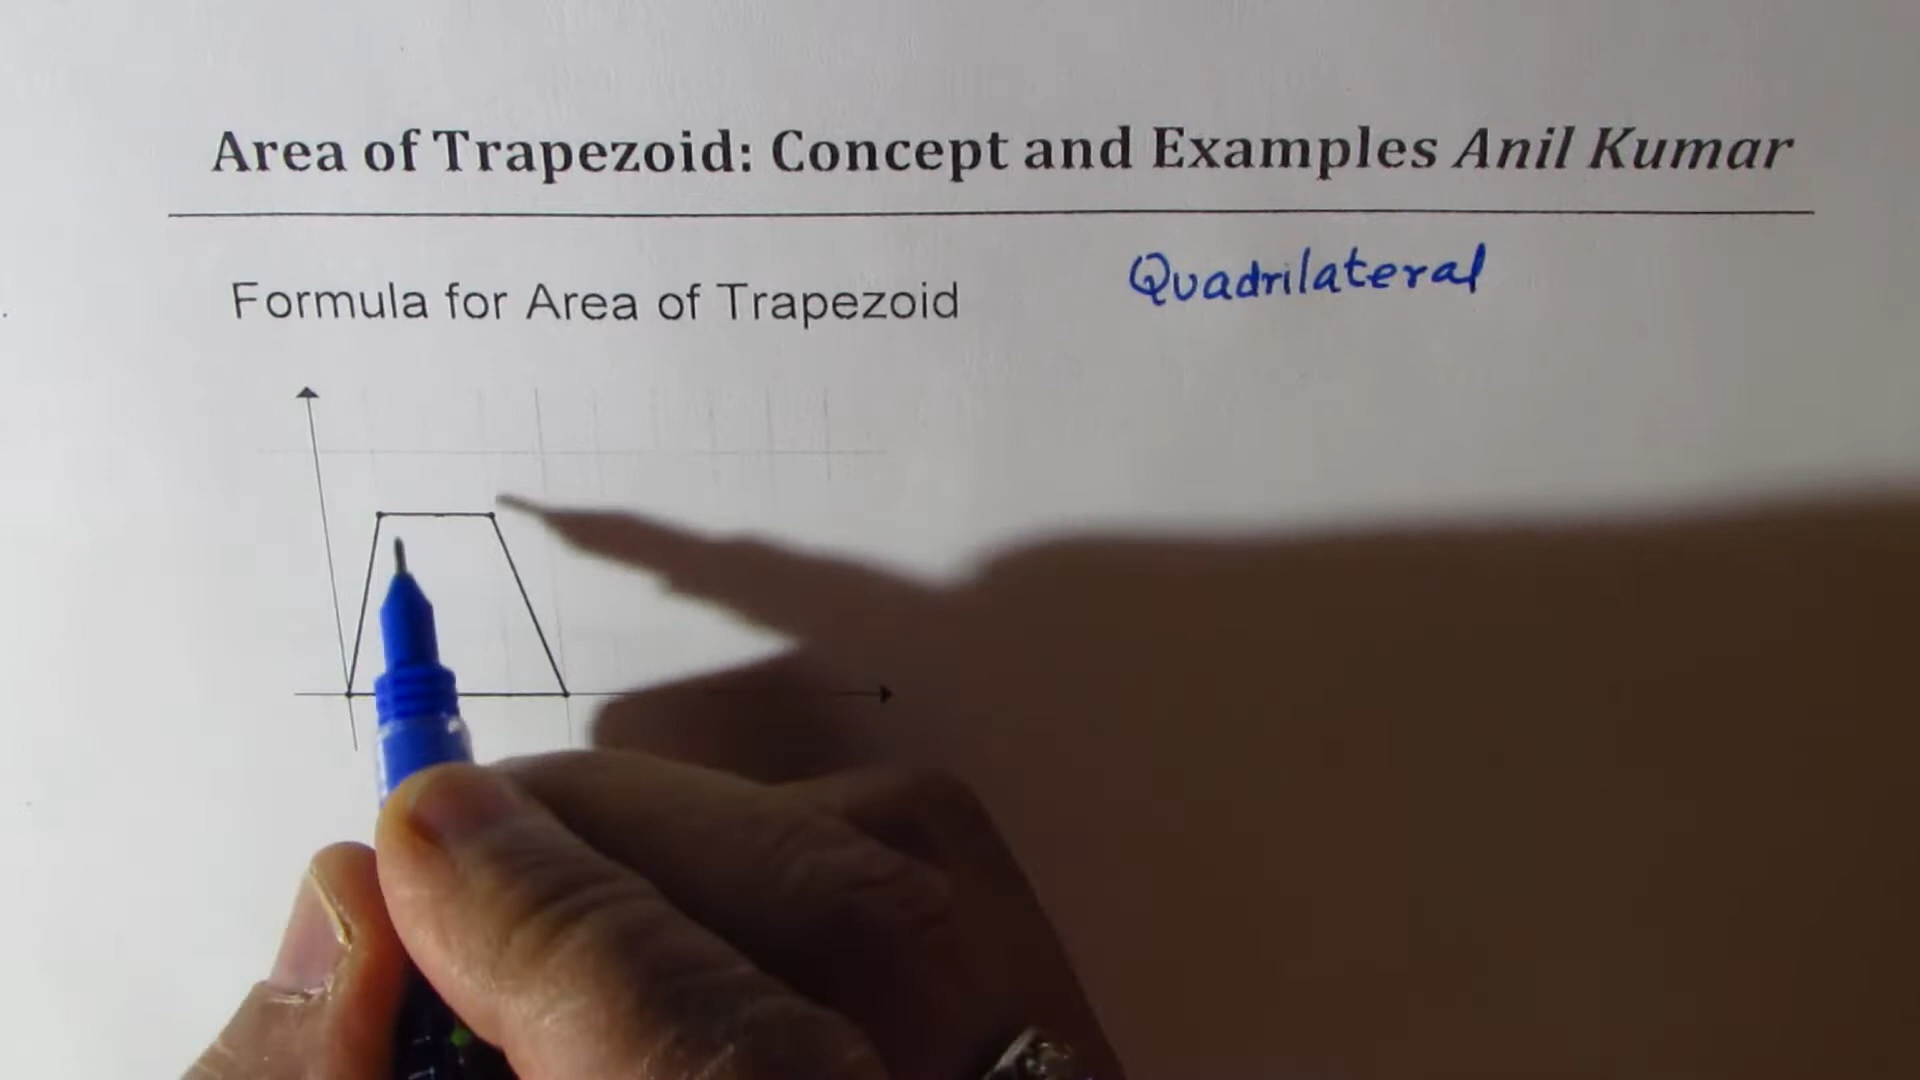 Area of Trapezoid: Concept and Examples Anil Kumar
Quadrilateral
Formula for Area of Trapezoid